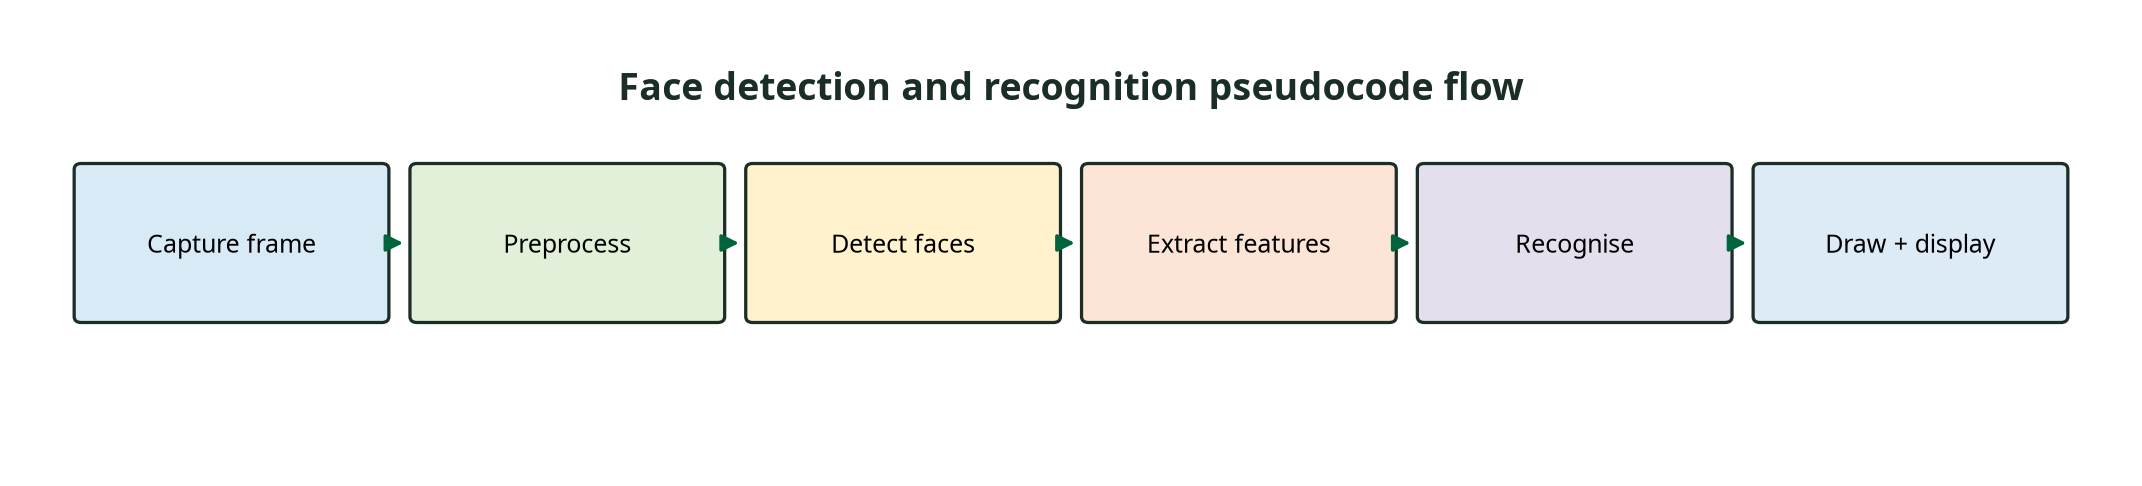 Face detection and recognition pseudocode flow
Capture frame
Preprocess
Detect faces
Extract features
Recognise
Draw + display